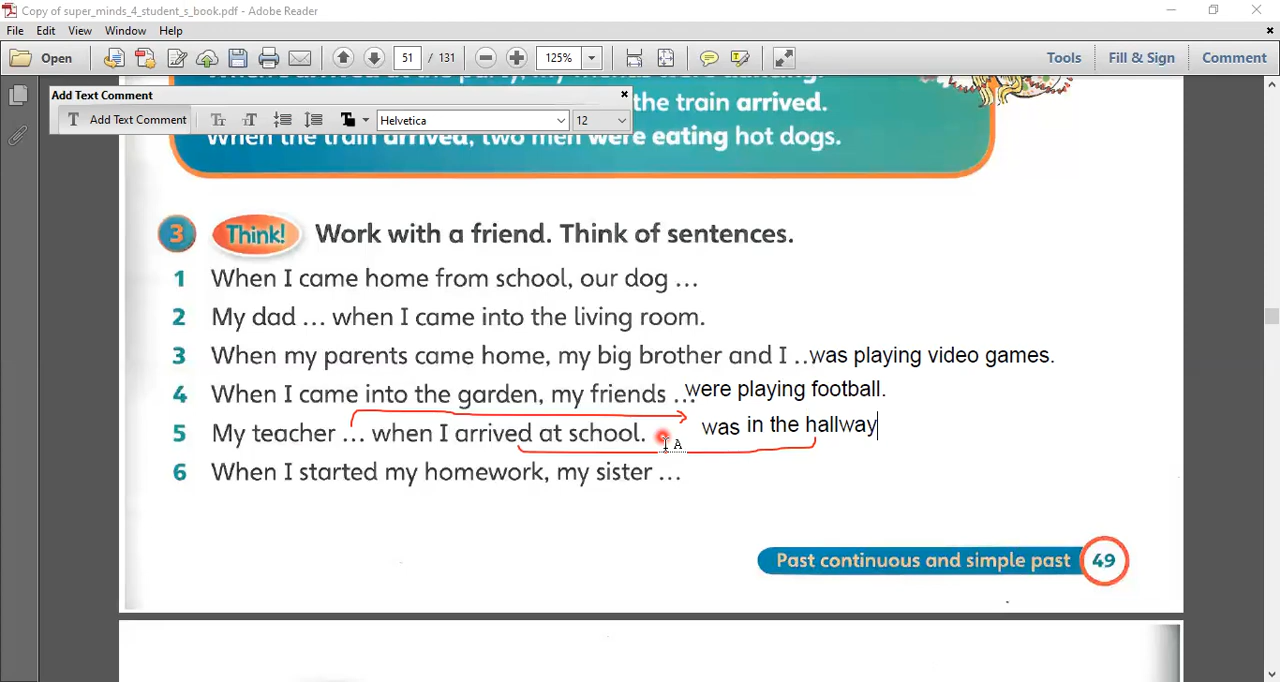 Copy of super_minds_4_student_s_book.pdf - Adobe Reader
File Edit View Window Help
Open 51 / 131 125% Tools Fill & Sign Comment
Add Text Comment
T Add Text Comment Helvetica 12
the train arrived.
When the train arrived, two men were eating hot dogs.
3 Think! Work with a friend. Think of sentences.
1 When I came home from school, our dog ...
2 My dad ... when I came into the living room.
3 When my parents came home, my big brother and I ..was playing video games.
4 When I came into the garden, my friends ...were playing football.
5 My teacher ... when I arrived at school. was in the hallway
6 When I started my homework, my sister ...
Past continuous and simple past 49